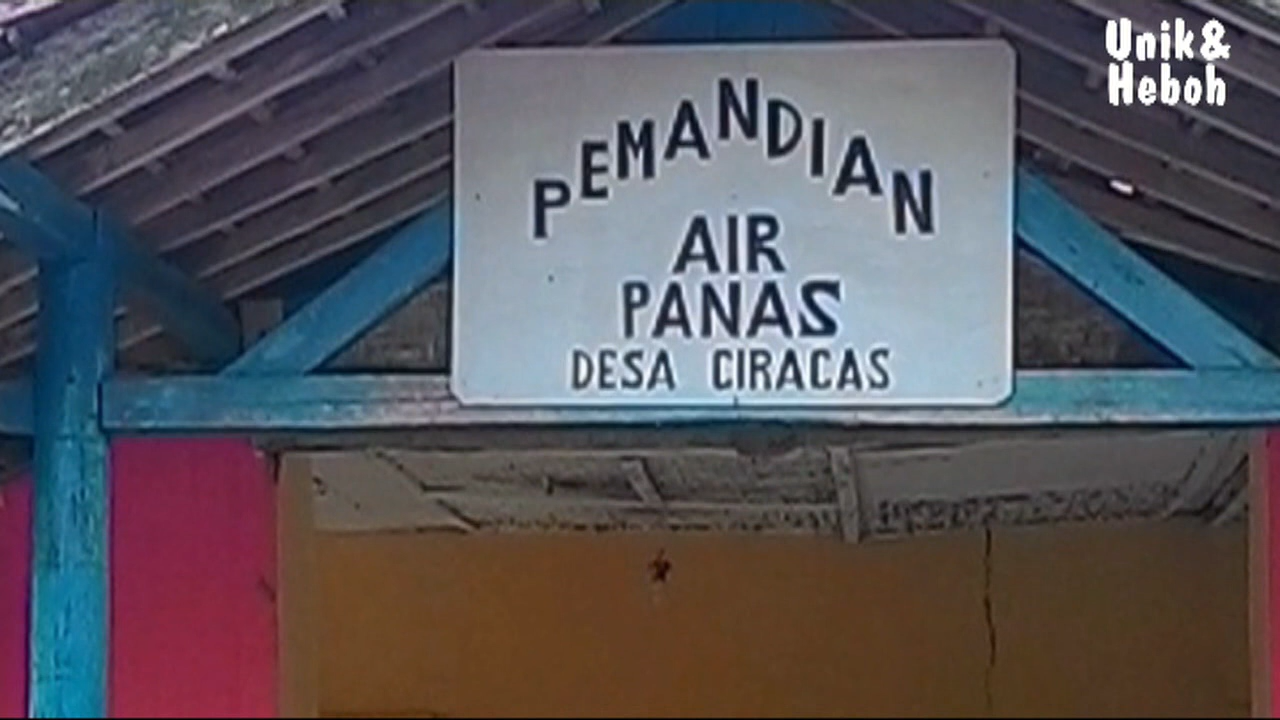 Unik&
Heboh
PEMANDIAN
AIR
PANAS
DESA CIRACAS